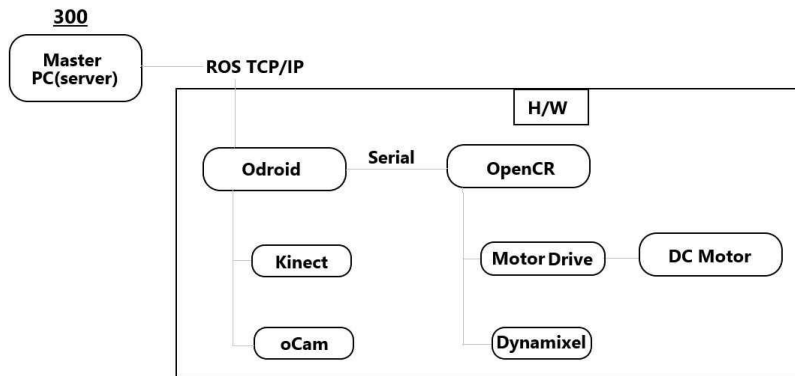 300
Master
PC(server)
ROS TCP/IP
H/W
Odroid
Serial
OpenCR
Kinect
Motor Drive
DC Motor
oCam
Dynamixel